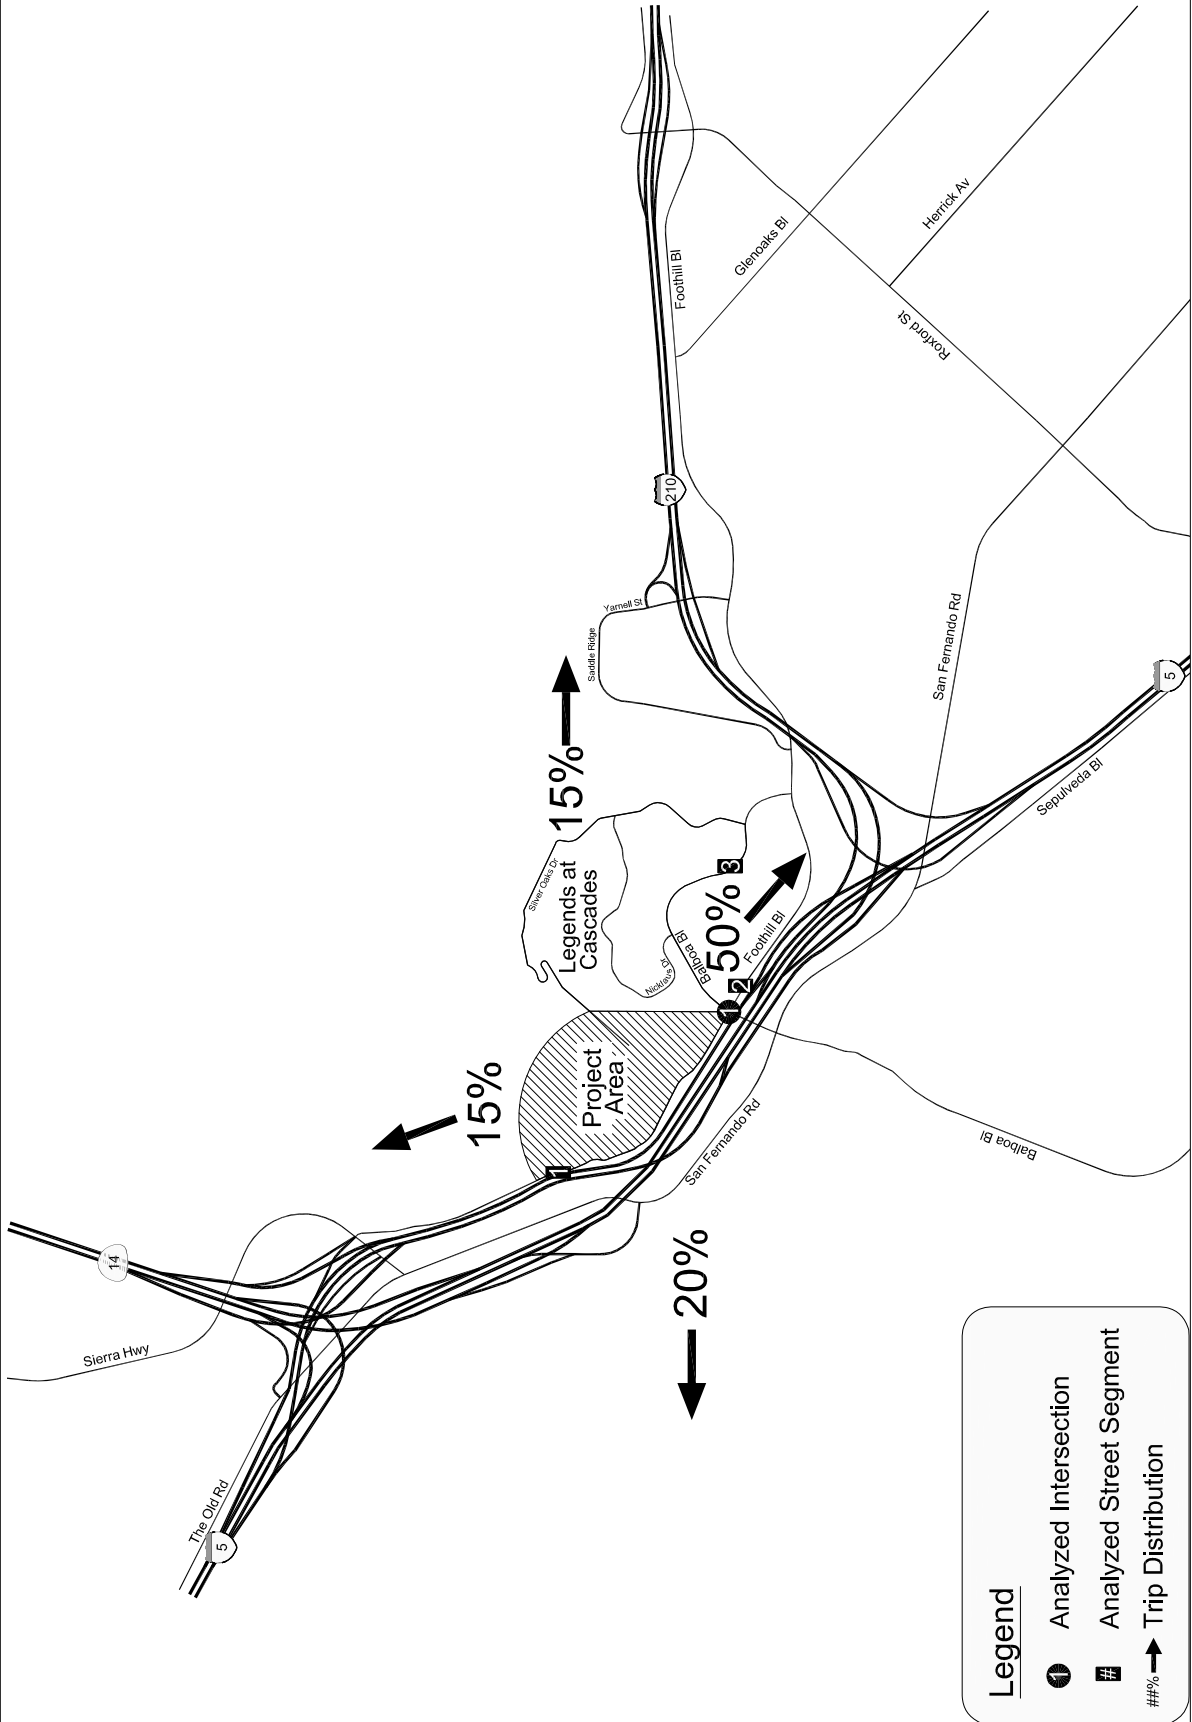 14
Sierra Hwy
The Old Rd
5
15%
1
Project
Area
San Fernando Rd
20%
Silver Oaks Dr
Legends at
Cascades
Nicklaus Dr
Balboa Bl
1
2
3
50%
Foothill Bl
15%
Saddle Ridge
Yarnell St
210
Foothill Bl
Glenoaks Bl
Herrick Av
Roxford St
San Fernando Rd
5
Sepulveda Bl
Balboa Bl
Legend
1 Analyzed Intersection
# Analyzed Street Segment
##% Trip Distribution